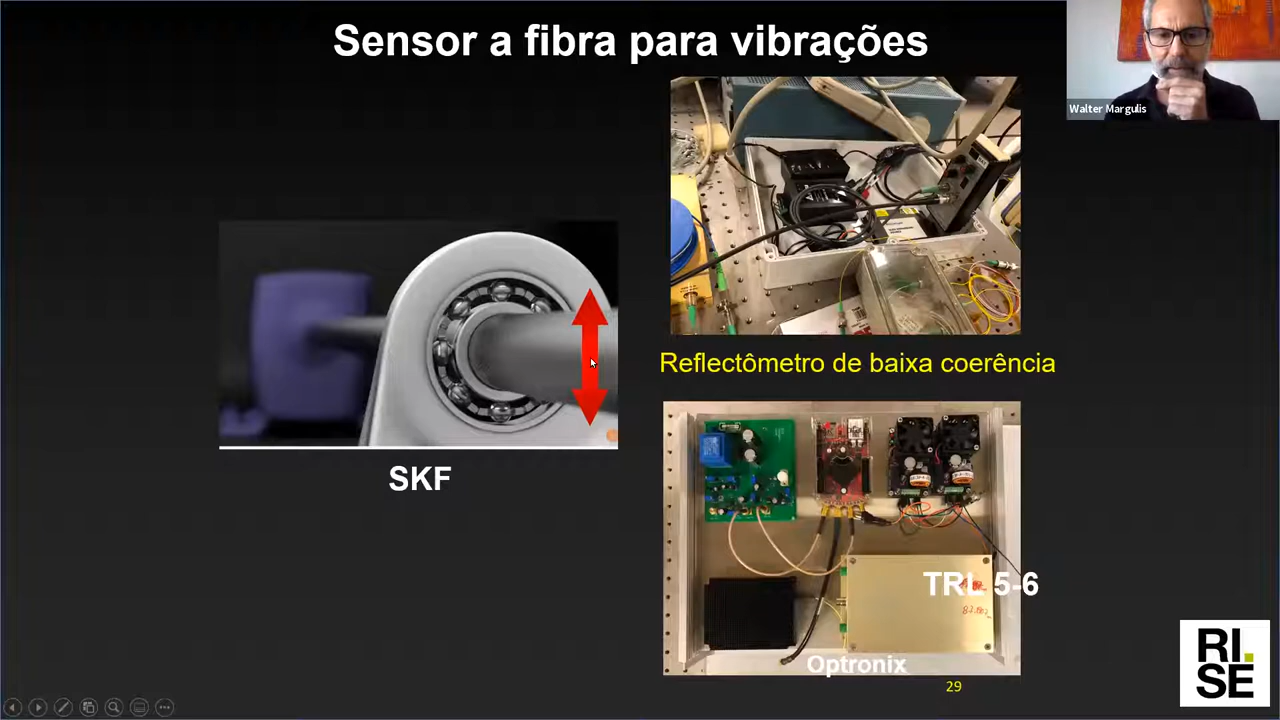 Sensor a fibra para vibrações
Walter Margulis
Reflectômetro de baixa coerência
SKF
TRL 5-6
Optronix
29
RI.
SE